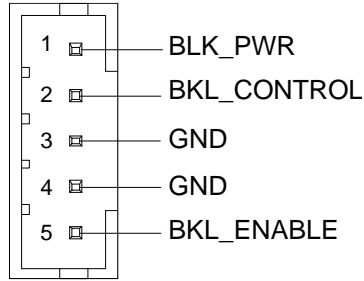 1 BLK_PWR
2 BKL_CONTROL
3 GND
4 GND
5 BKL_ENABLE